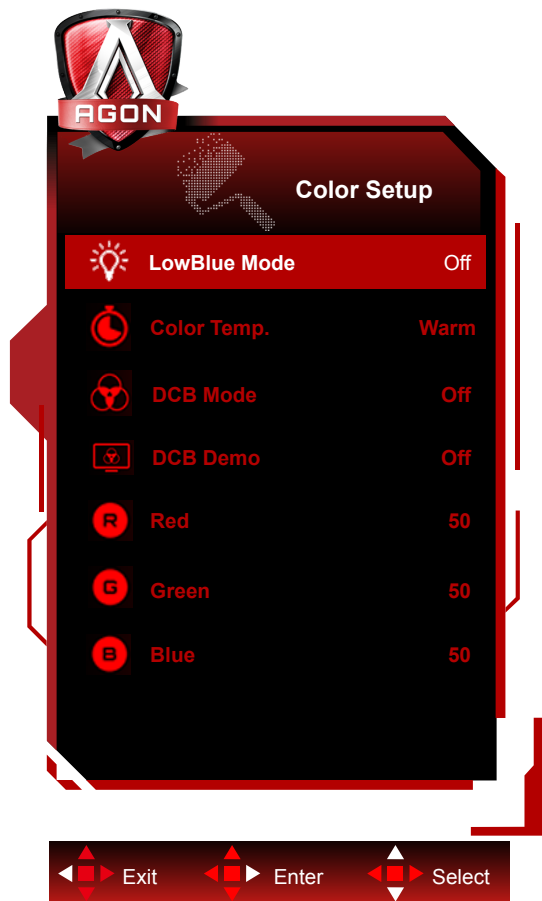 AGON
Color Setup
LowBlue Mode Off
Color Temp. Warm
DCB Mode Off
DCB Demo Off
R Red 50
G Green 50
B Blue 50
Exit Enter Select